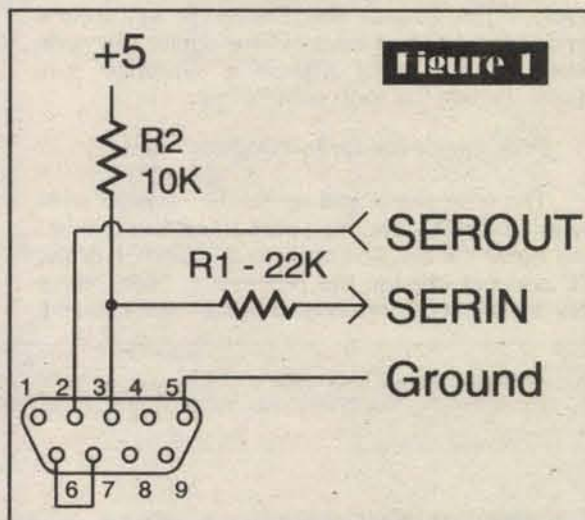 +5
Figure 1
R2
10K
SEROUT
R1 - 22K
SERIN
Ground
1 2 3 4 5
6 7 8 9